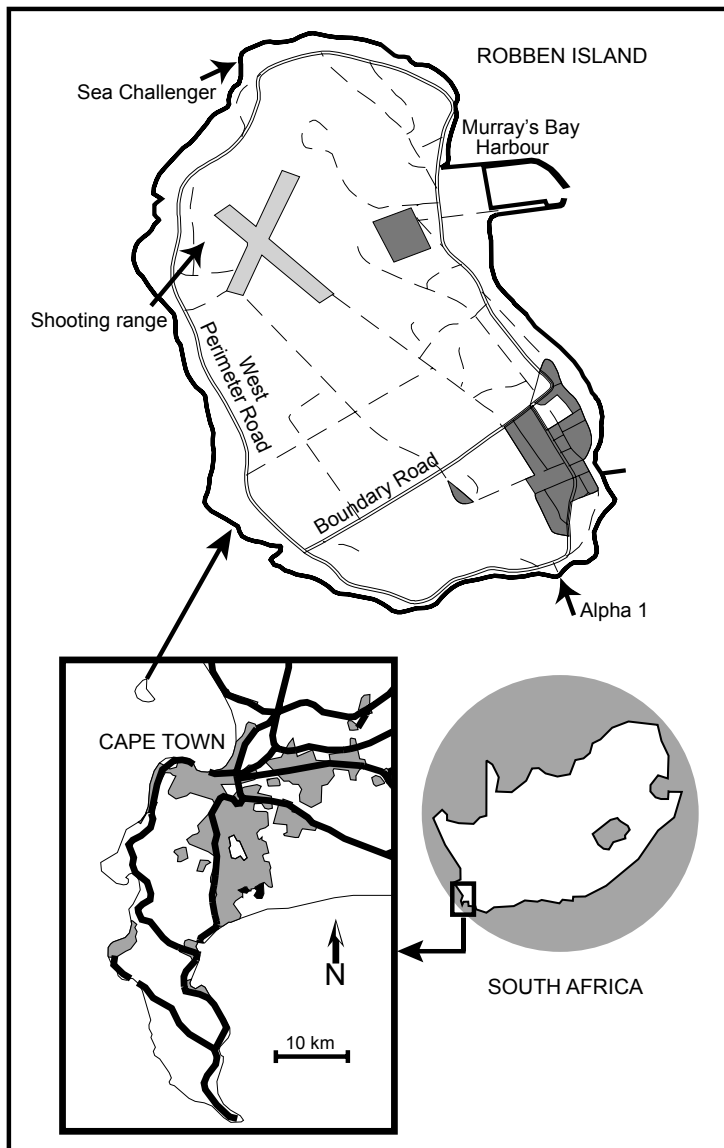 ROBBEN ISLAND
Sea Challenger
Murray's Bay
Harbour
Shooting range
West
Perimeter Road
Boundary Road
Alpha 1
CAPE TOWN
N
10 km
SOUTH AFRICA